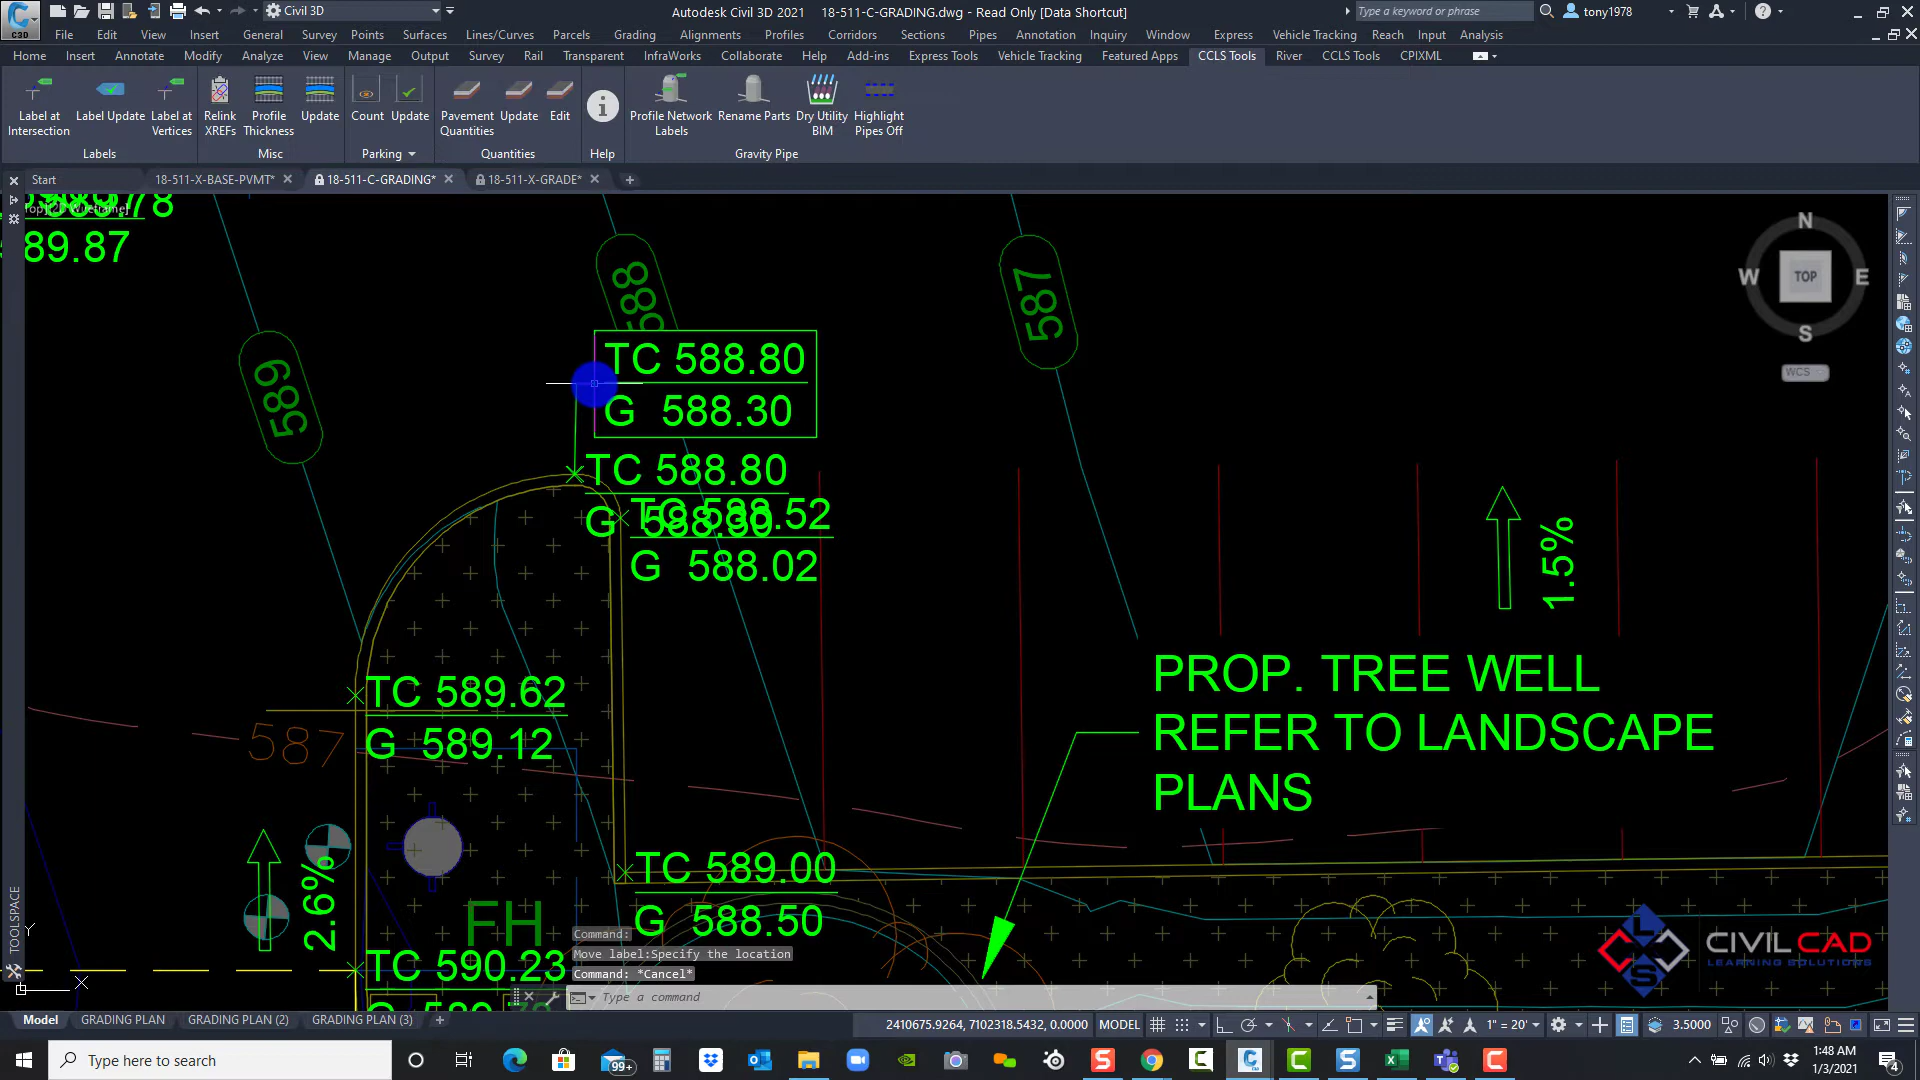 Civil 3D
Autodesk Civil 3D 2021 18-511-C-GRADING.dwg - Read Only [Data Shortcut]
Type a keyword or phrase
tony1978
File Edit View Insert General Survey Points Surfaces Lines/Curves Parcels Grading Alignments Profiles Corridors Sections Pipes Annotation Inquiry Window Express Vehicle Tracking Reach Input Analysis
Home Insert Annotate Modify Analyze View Manage Output Survey Rail Transparent InfraWorks Collaborate Help Add-ins Express Tools Vehicle Tracking Featured Apps CCLS Tools River CCLS Tools CPIXML
Label at Intersection
Label Update
Label at Vertices
Relink XREFs
Profile Thickness
Update
Count
Update
Pavement Quantities
Update
Edit
Profile Network Labels
Rename Parts
Dry Utility BIM
Highlight Pipes Off
Labels Misc Parking Quantities Help Gravity Pipe
Start 18-511-X-BASE-PVMT* 18-511-C-GRADING* 18-511-X-GRADE*
89.87
589
588
587
N
W TOP E
S
WCS
TC 588.80
G 588.30
TC 588.80
G 588.30
TC 588.52
G 588.02
1.5%
TC 589.62
G 589.12
587
PROP. TREE WELL
REFER TO LANDSCAPE
PLANS
2.6%
FH
TC 589.00
G 588.50
TC 590.23
TOOLSPACE
Y
X
CIVILCAD
LEARNING SOLUTIONS
L
S
Command:
Move label:Specify the location
Command: *Cancel*
Type a command
Model GRADING PLAN GRADING PLAN (2) GRADING PLAN (3)
2410675.9264, 7102318.5432, 0.0000 MODEL 1" = 20' 3.5000
Type here to search
99+
1:48 AM
1/3/2021
4